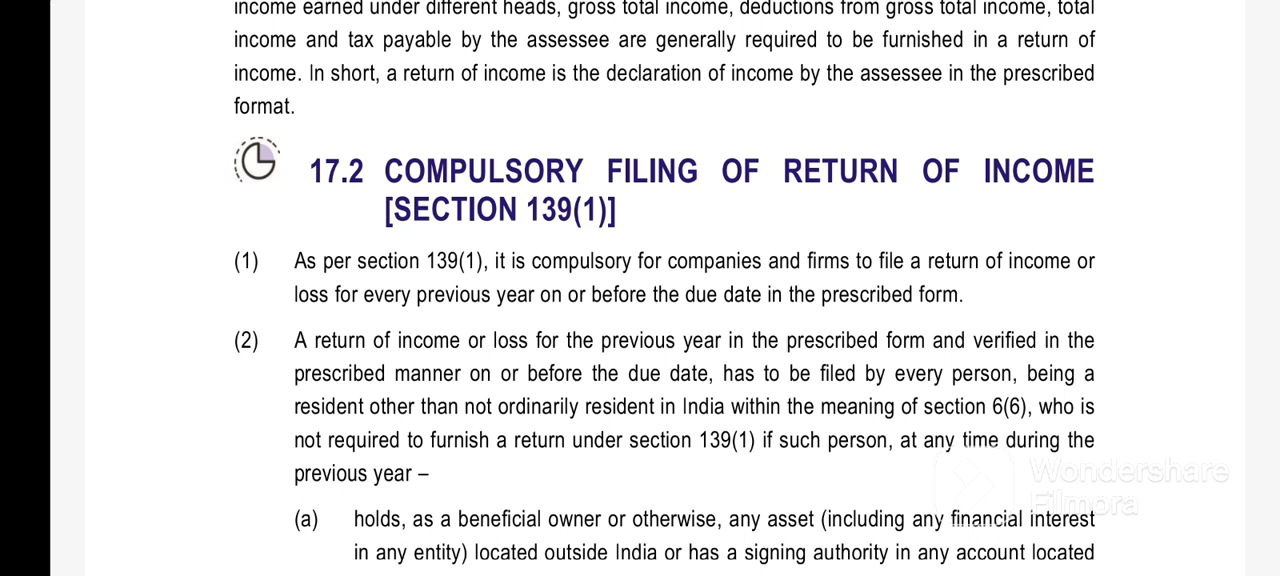 income earned under different heads, gross total income, deductions from gross total income, total
income and tax payable by the assessee are generally required to be furnished in a return of
income. In short, a return of income is the declaration of income by the assessee in the prescribed
format.
17.2 COMPULSORY FILING OF RETURN OF INCOME
[SECTION 139(1)]
(1) As per section 139(1), it is compulsory for companies and firms to file a return of income or
loss for every previous year on or before the due date in the prescribed form.
(2) A return of income or loss for the previous year in the prescribed form and verified in the
prescribed manner on or before the due date, has to be filed by every person, being a
resident other than not ordinarily resident in India within the meaning of section 6(6), who is
not required to furnish a return under section 139(1) if such person, at any time during the
previous year –
Wondershare
Filmora
(a) holds, as a beneficial owner or otherwise, any asset (including any financial interest
in any entity) located outside India or has a signing authority in any account located